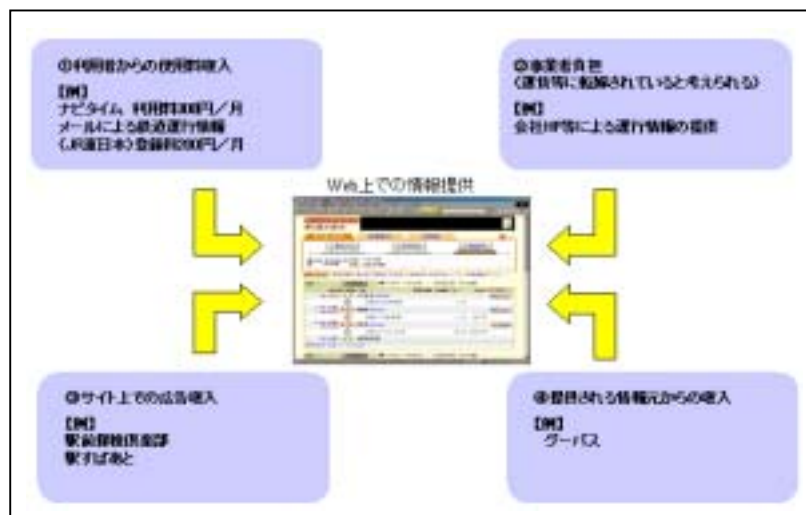 ①利用者からの使用料収入
【例】
ナビタイム 利用料300円/月
メールによる鉄道運行情報
(JR東日本)登録料200円/月
②事業者負担
(運賃等に転嫁されていると考えられる)
【例】
会社HP等による運行情報の提供
Web上での情報提供
③サイト上での広告収入
【例】
駅前探検倶楽部
駅すぱあと
④提供される情報元からの収入
【例】
グーパス